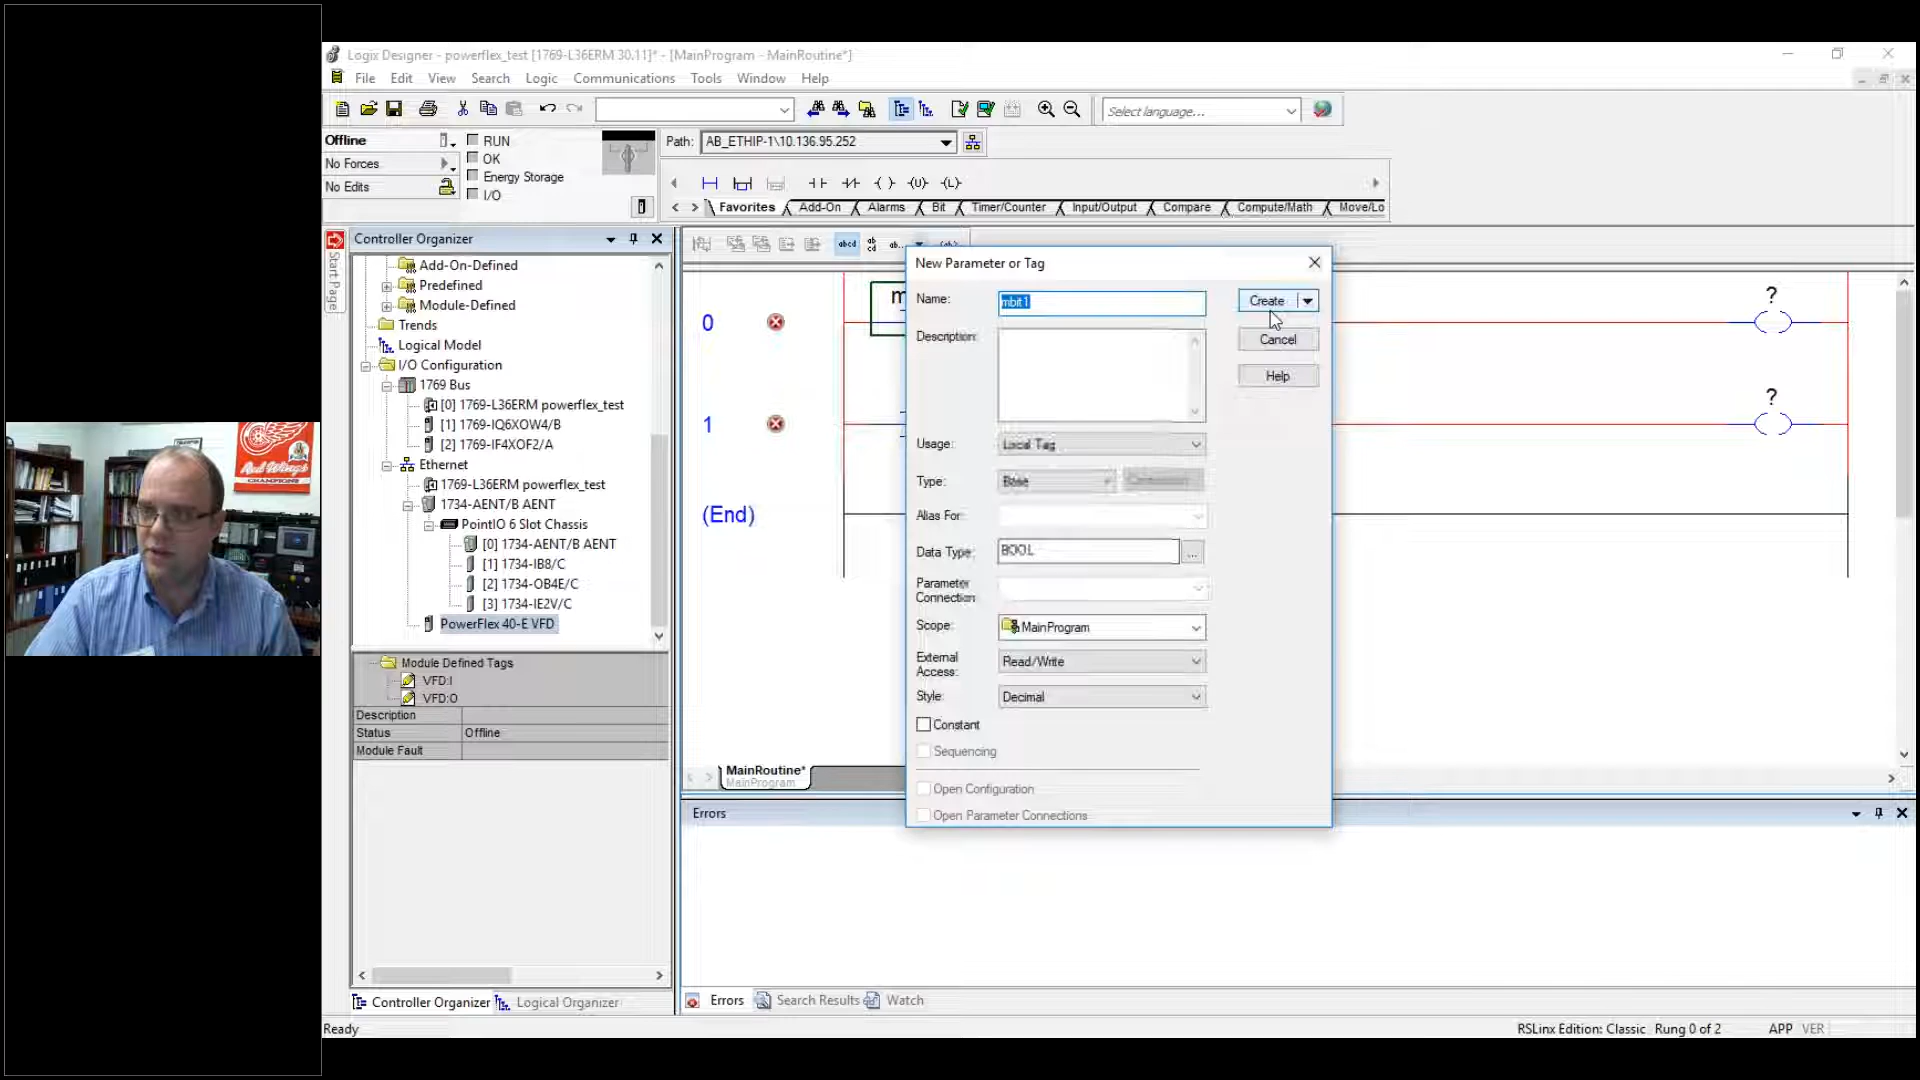 Logix Designer - powerflex_test [1769-L36ERM 30.11]* - [MainProgram - MainRoutine*]
File Edit View Search Logic Communications Tools Window Help
Select language...
Offline
No Forces
No Edits
RUN
OK
Energy Storage
I/O
Path: AB_ETHIP-1\10.136.95.252
Favorites Add-On Alarms Bit Timer/Counter Input/Output Compare Compute/Math Move/Lo
Start Page
Controller Organizer
Add-On-Defined
Predefined
Module-Defined
Trends
Logical Model
I/O Configuration
1769 Bus
[0] 1769-L36ERM powerflex_test
[1] 1769-IQ6XOW4/B
[2] 1769-IF4XOF2/A
Ethernet
1769-L36ERM powerflex_test
1734-AENT/B AENT
PointIO 6 Slot Chassis
[0] 1734-AENT/B AENT
[1] 1734-IB8/C
[2] 1734-OB4E/C
[3] 1734-IE2V/C
PowerFlex 40-E VFD
Module Defined Tags
VFD:I
VFD:O
Description
Status Offline
Module Fault
Controller Organizer Logical Organizer
0
1
(End)
?
?
MainRoutine*
MainProgram
New Parameter or Tag
Name: mbit1
Create
Cancel
Help
Description:
Usage: Local Tag
Type: Base
Alias For:
Data Type: BOOL ...
Parameter
Connection:
Scope: MainProgram
External
Access: Read/Write
Style: Decimal
Constant
Sequencing
Open Configuration
Open Parameter Connections
Errors
Errors Search Results Watch
Ready
RSLinx Edition: Classic Rung 0 of 2 APP VER
Red Wings
CHAMPIONS